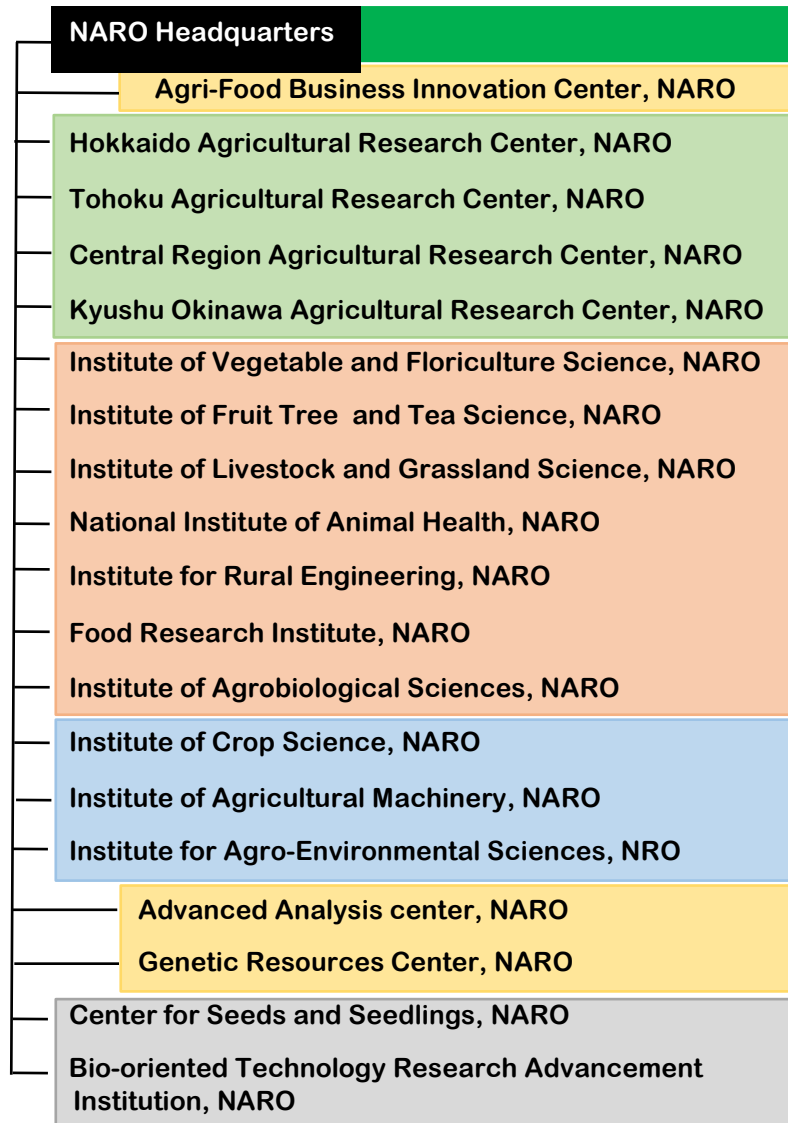 NARO Headquarters
Agri-Food Business Innovation Center, NARO
Hokkaido Agricultural Research Center, NARO
Tohoku Agricultural Research Center, NARO
Central Region Agricultural Research Center, NARO
Kyushu Okinawa Agricultural Research Center, NARO
Institute of Vegetable and Floriculture Science, NARO
Institute of Fruit Tree and Tea Science, NARO
Institute of Livestock and Grassland Science, NARO
National Institute of Animal Health, NARO
Institute for Rural Engineering, NARO
Food Research Institute, NARO
Institute of Agrobiological Sciences, NARO
Institute of Crop Science, NARO
Institute of Agricultural Machinery, NARO
Institute for Agro-Environmental Sciences, NRO
Advanced Analysis center, NARO
Genetic Resources Center, NARO
Center for Seeds and Seedlings, NARO
Bio-oriented Technology Research Advancement
Institution, NARO